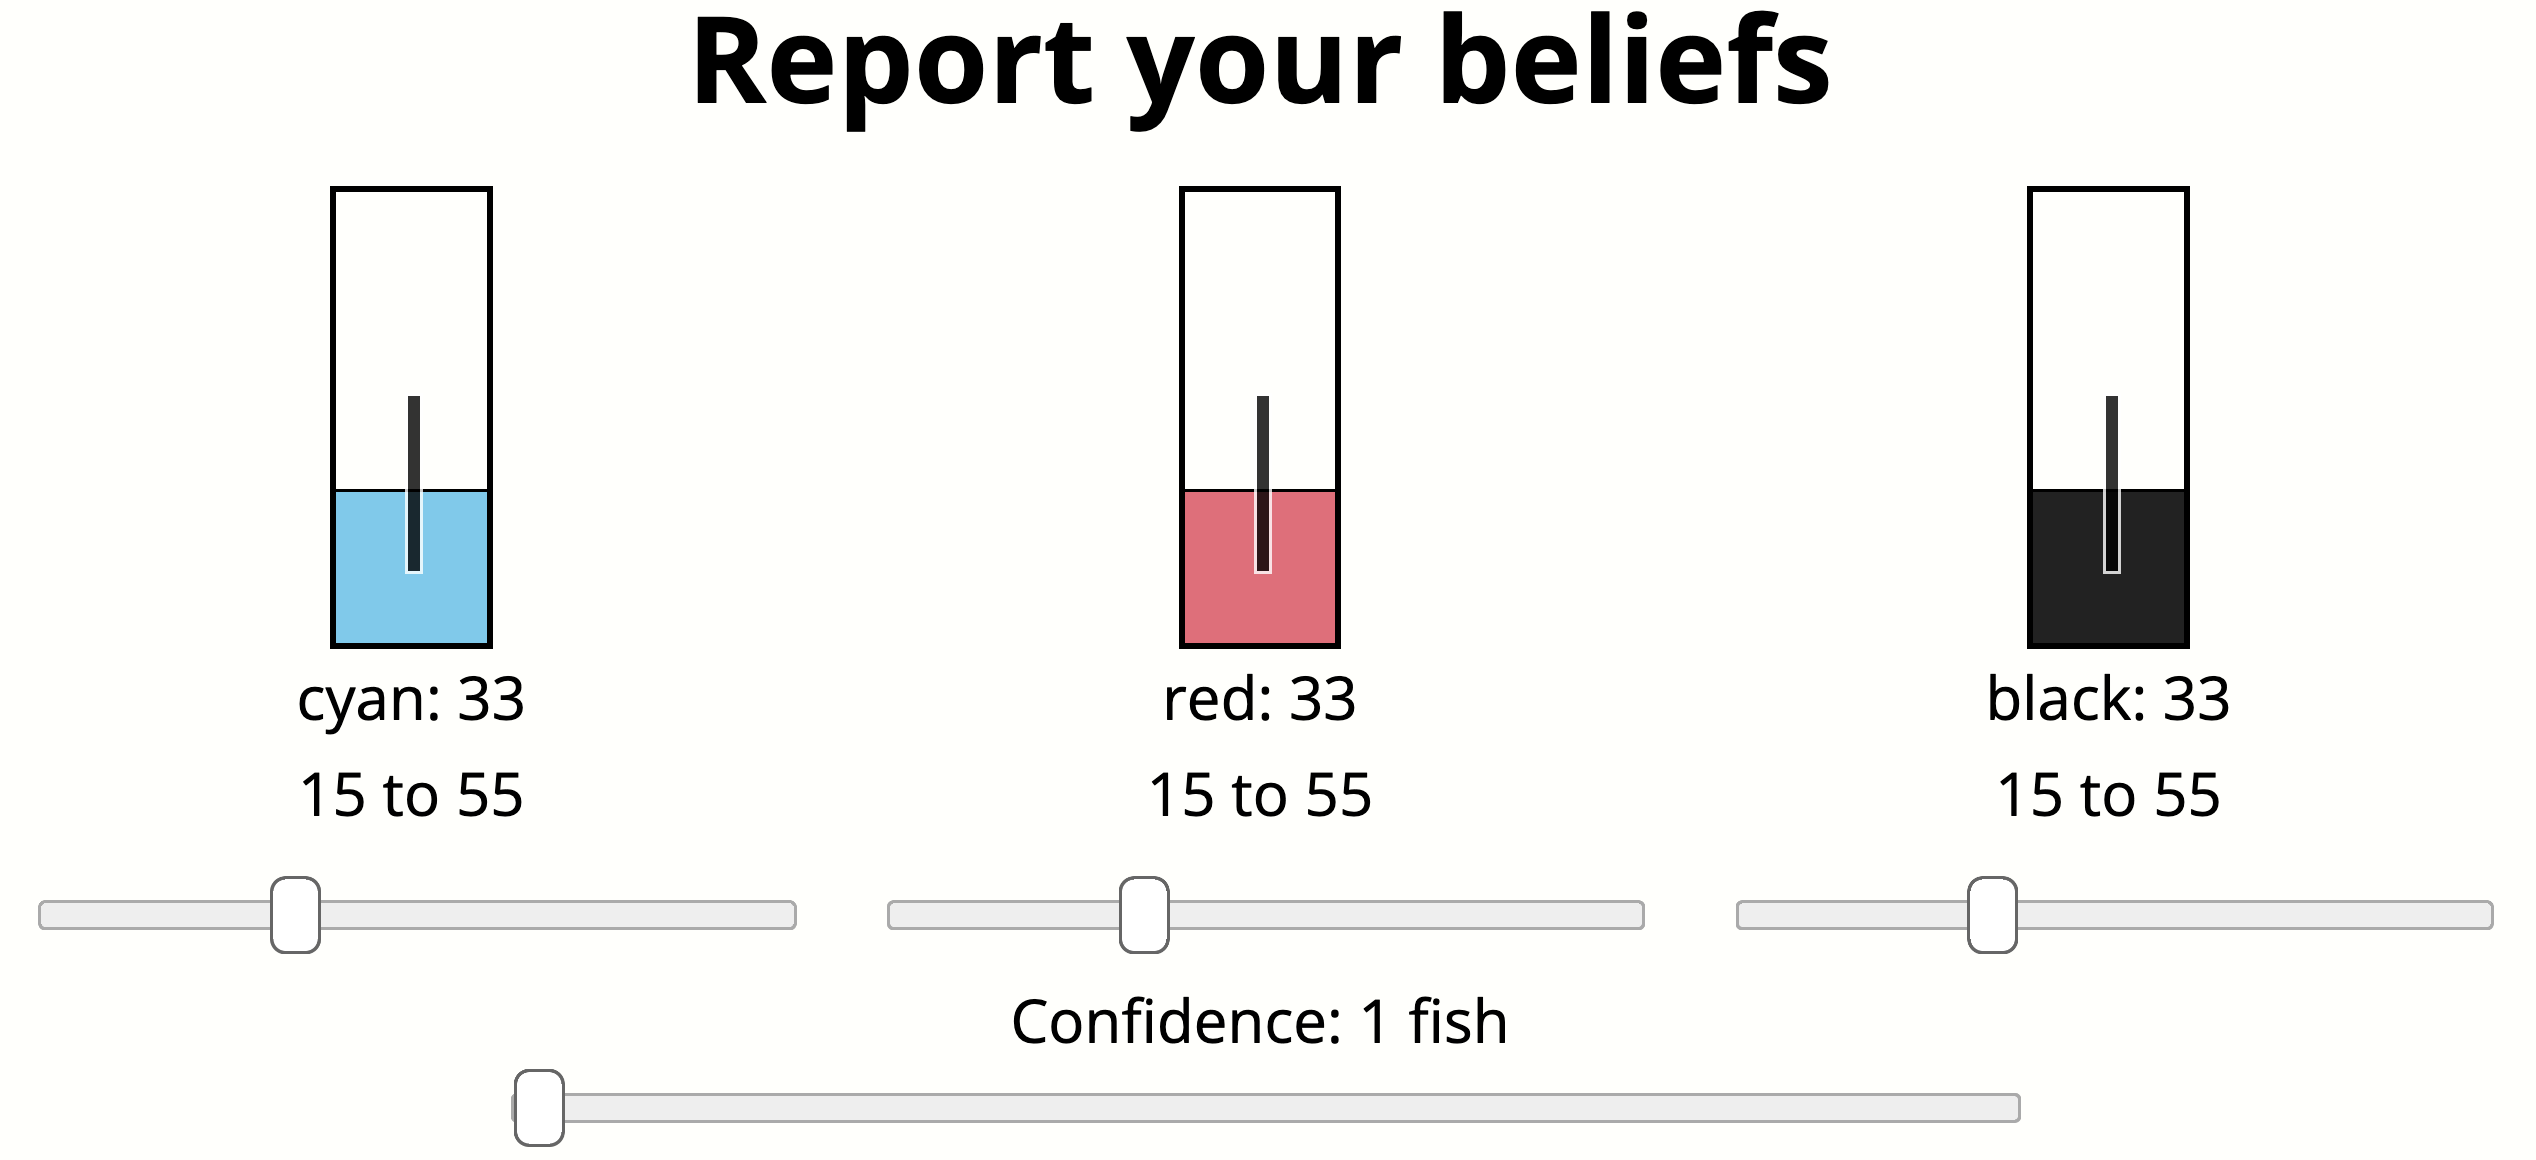 Report your beliefs
cyan: 33
red: 33
black: 33
15 to 55
15 to 55
15 to 55
Confidence: 1 fish